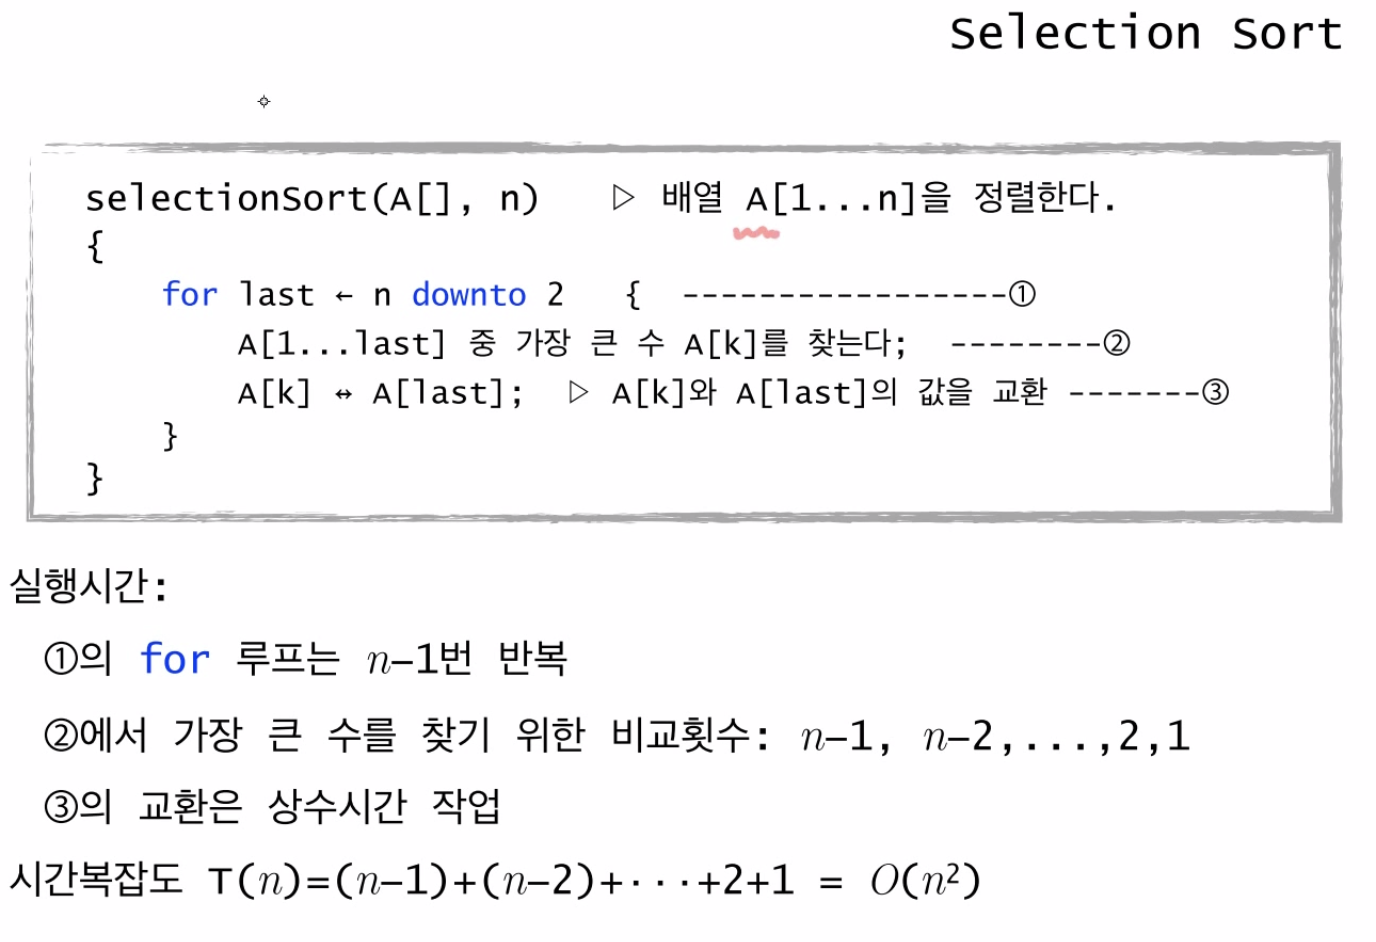 Selection Sort
selectionSort(A[], n) ▷ 배열 A[1...n]을 정렬한다.
{
for last ← n downto 2 { -----------------①
A[1...last] 중 가장 큰 수 A[k]를 찾는다; --------②
A[k] ↔ A[last]; ▷ A[k]와 A[last]의 값을 교환 -------③
}
}
실행시간:
①의 for 루프는 n-1번 반복
②에서 가장 큰 수를 찾기 위한 비교횟수: n-1, n-2,...,2,1
③의 교환은 상수시간 작업
시간복잡도 T(n)=(n-1)+(n-2)+···+2+1 = O(n²)